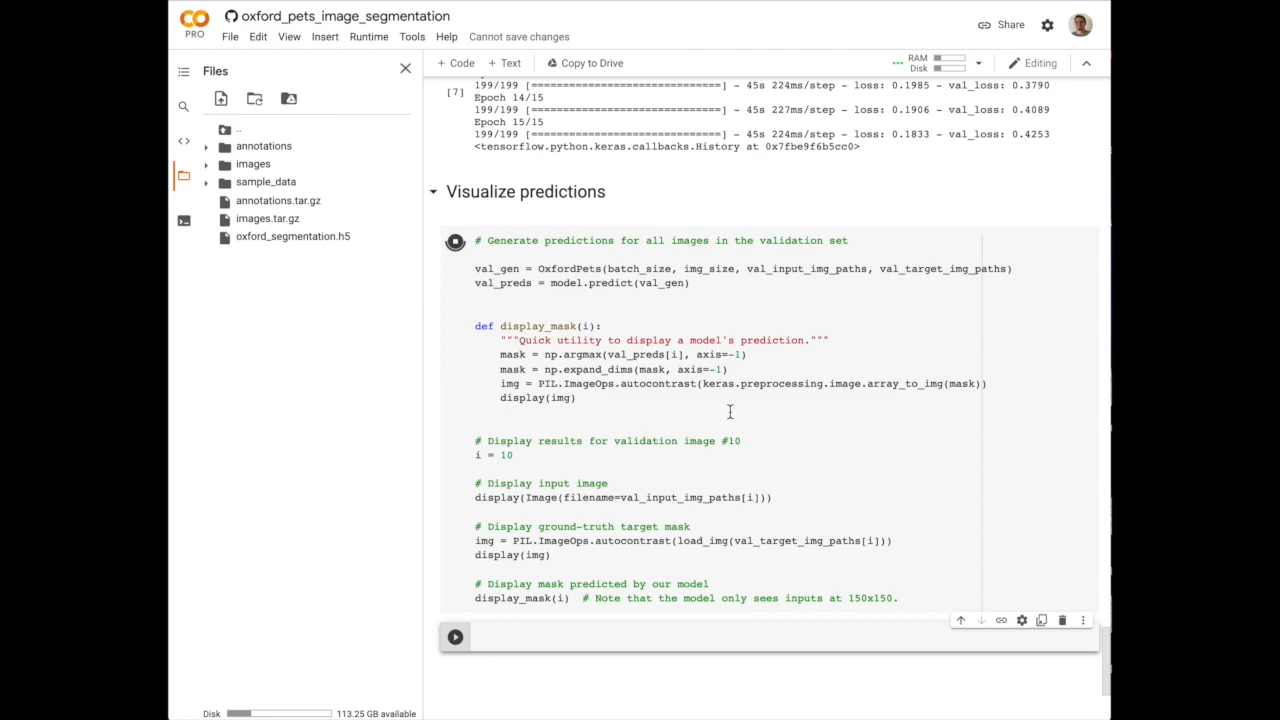 oxford_pets_image_segmentation
PRO
File Edit View Insert Runtime Tools Help Cannot save changes
Share
Files
..
annotations
images
sample_data
annotations.tar.gz
images.tar.gz
oxford_segmentation.h5
Disk 113.25 GB available
+ Code + Text Copy to Drive
RAM
Disk
Editing
199/199 [==============================] - 45s 224ms/step - loss: 0.1985 - val_loss: 0.3790
[7]
Epoch 14/15
199/199 [==============================] - 45s 227ms/step - loss: 0.1906 - val_loss: 0.4089
Epoch 15/15
199/199 [==============================] - 45s 224ms/step - loss: 0.1833 - val_loss: 0.4253
<tensorflow.python.keras.callbacks.History at 0x7fbe9f6b5cc0>
Visualize predictions
# Generate predictions for all images in the validation set
val_gen = OxfordPets(batch_size, img_size, val_input_img_paths, val_target_img_paths)
val_preds = model.predict(val_gen)
def display_mask(i):
"""Quick utility to display a model's prediction."""
mask = np.argmax(val_preds[i], axis=-1)
mask = np.expand_dims(mask, axis=-1)
img = PIL.ImageOps.autocontrast(keras.preprocessing.image.array_to_img(mask))
display(img)
# Display results for validation image #10
i = 10
# Display input image
display(Image(filename=val_input_img_paths[i]))
# Display ground-truth target mask
img = PIL.ImageOps.autocontrast(load_img(val_target_img_paths[i]))
display(img)
# Display mask predicted by our model
display_mask(i) # Note that the model only sees inputs at 150x150.